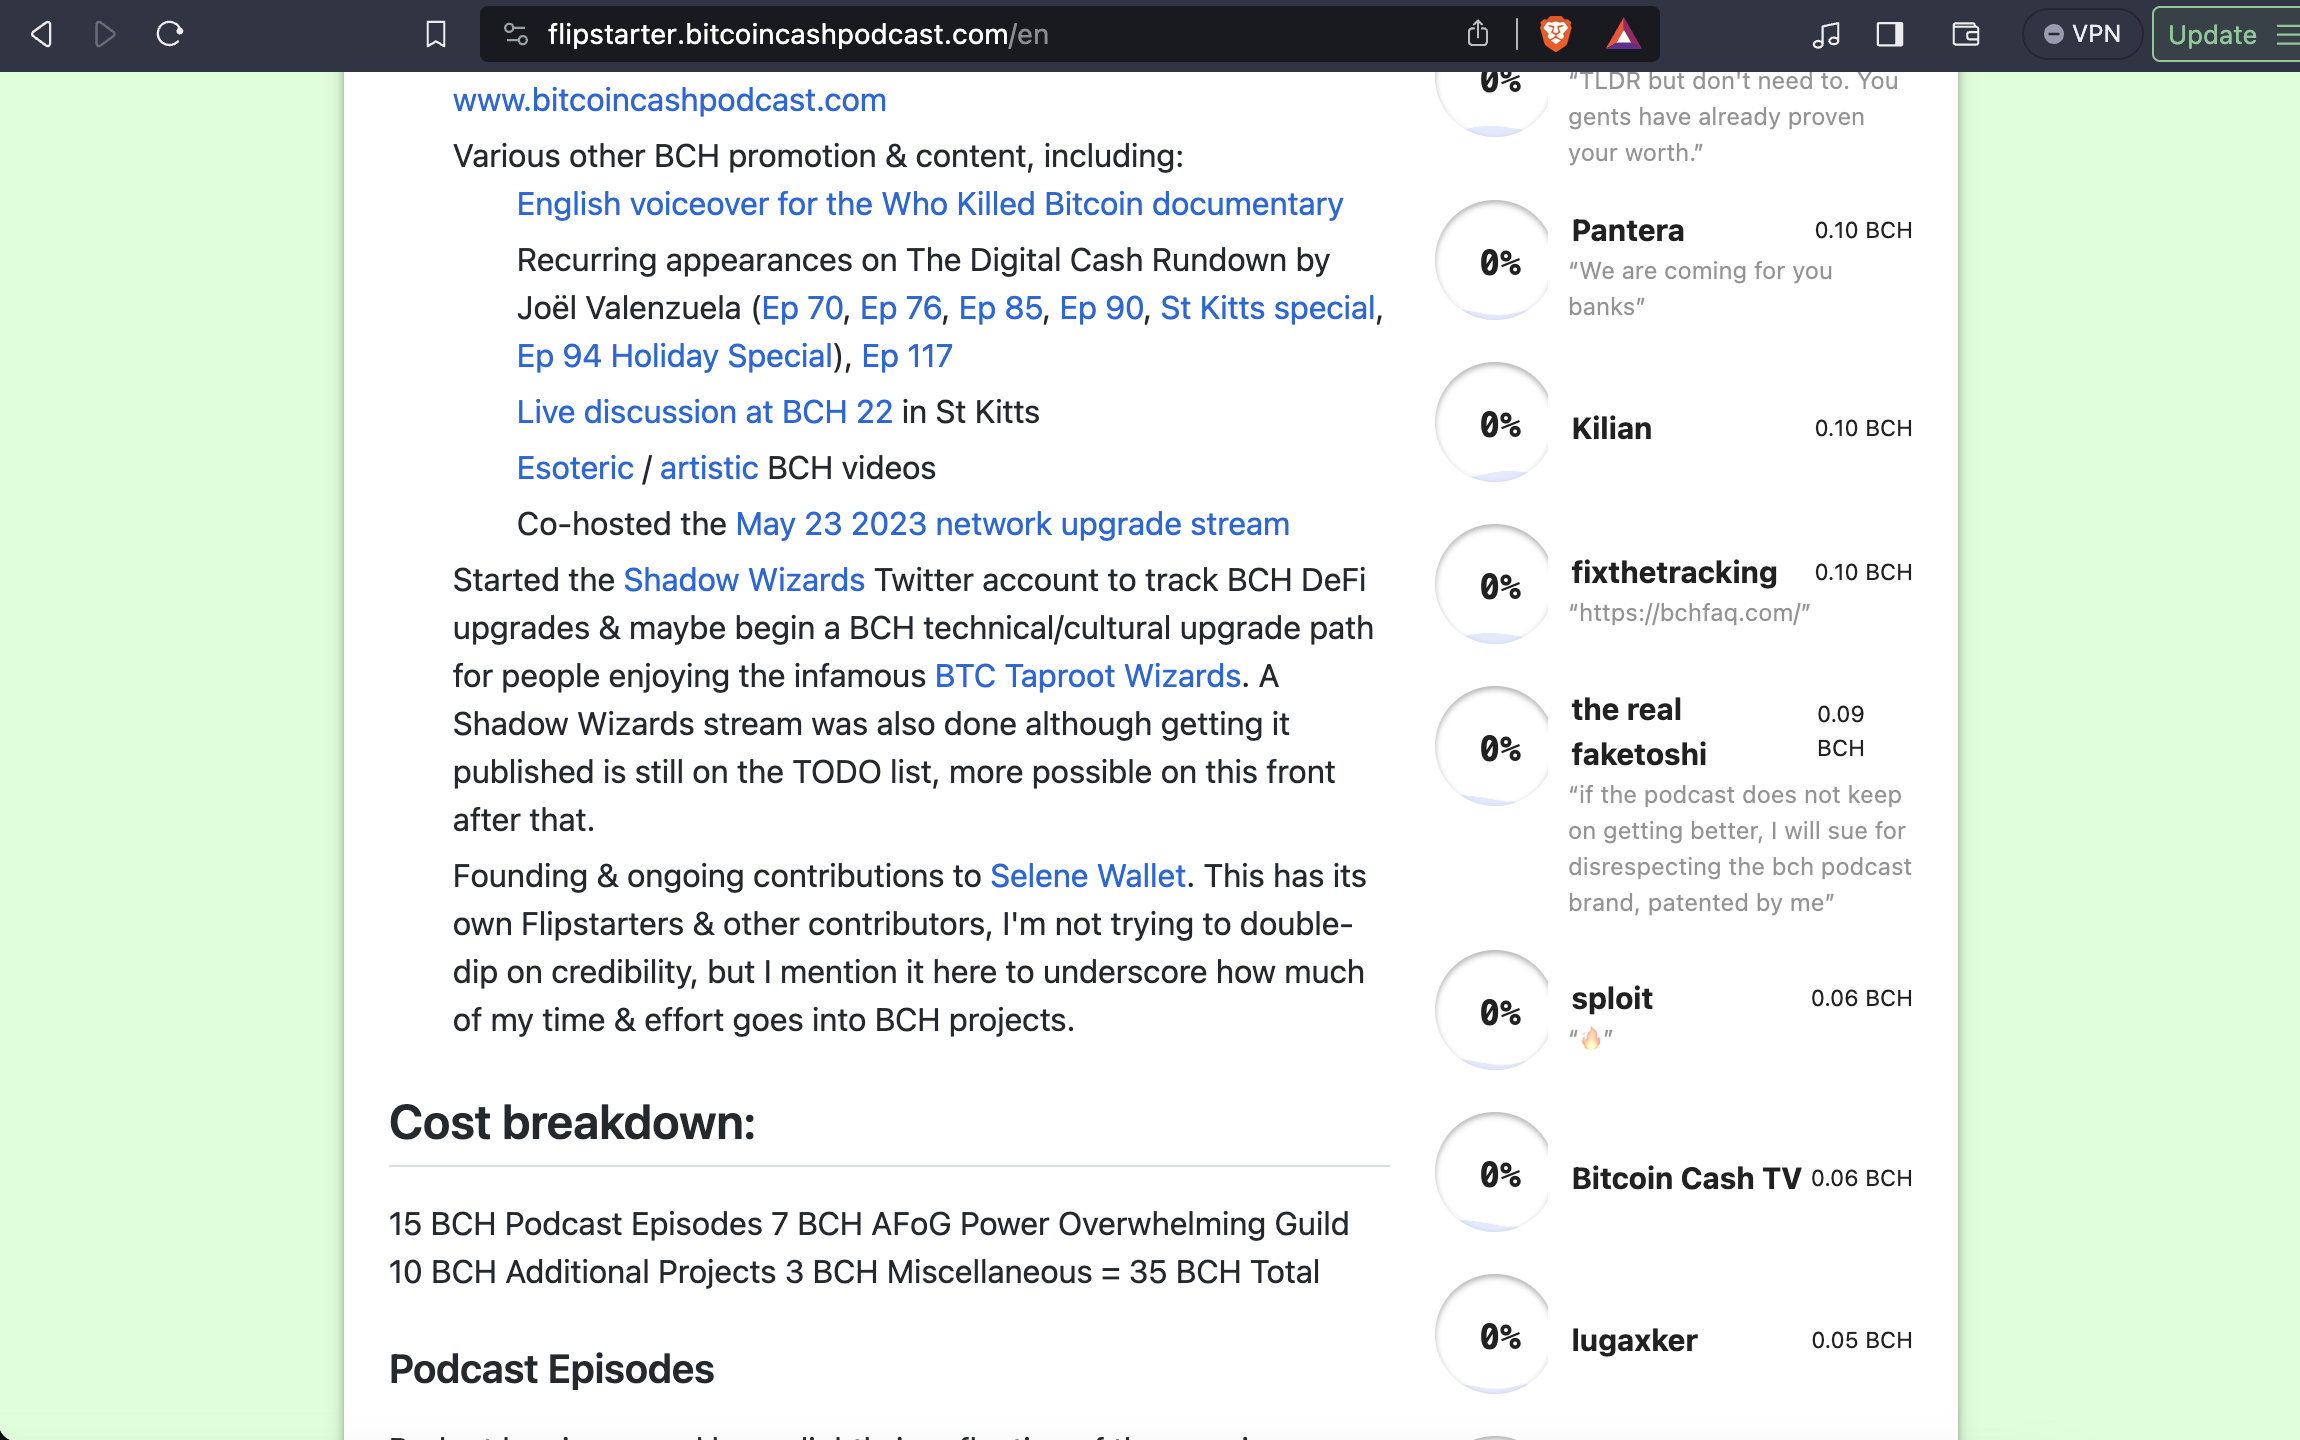 flipstarter.bitcoincashpodcast.com/en
VPN
Update
www.bitcoincashpodcast.com
Various other BCH promotion & content, including:
English voiceover for the Who Killed Bitcoin documentary
Recurring appearances on The Digital Cash Rundown by
Joël Valenzuela (Ep 70, Ep 76, Ep 85, Ep 90, St Kitts special,
Ep 94 Holiday Special), Ep 117
Live discussion at BCH 22 in St Kitts
Esoteric / artistic BCH videos
Co-hosted the May 23 2023 network upgrade stream
Started the Shadow Wizards Twitter account to track BCH DeFi
upgrades & maybe begin a BCH technical/cultural upgrade path
for people enjoying the infamous BTC Taproot Wizards. A
Shadow Wizards stream was also done although getting it
published is still on the TODO list, more possible on this front
after that.
Founding & ongoing contributions to Selene Wallet. This has its
own Flipstarters & other contributors, I'm not trying to double-
dip on credibility, but I mention it here to underscore how much
of my time & effort goes into BCH projects.
Cost breakdown:
15 BCH Podcast Episodes 7 BCH AFoG Power Overwhelming Guild
10 BCH Additional Projects 3 BCH Miscellaneous = 35 BCH Total
Podcast Episodes
0%
“TLDR but don't need to. You
gents have already proven
your worth.”
0%
Pantera 0.10 BCH
“We are coming for you
banks”
0%
Kilian 0.10 BCH
0%
fixthetracking 0.10 BCH
“https://bchfaq.com/”
0%
the real 0.09
faketoshi BCH
“if the podcast does not keep
on getting better, I will sue for
disrespecting the bch podcast
brand, patented by me”
0%
sploit 0.06 BCH
“🔥”
0%
Bitcoin Cash TV 0.06 BCH
0%
lugaxker 0.05 BCH